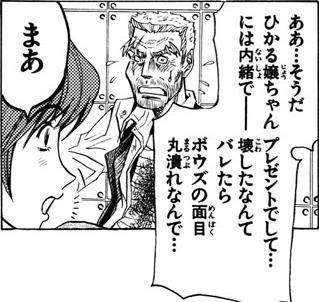 ああ…そうだ
ひかる嬢ちゃん
には内緒で――
プレゼントでして…
壊したなんて
バレたら
ボウズの面目
丸潰れなんで…
まあ